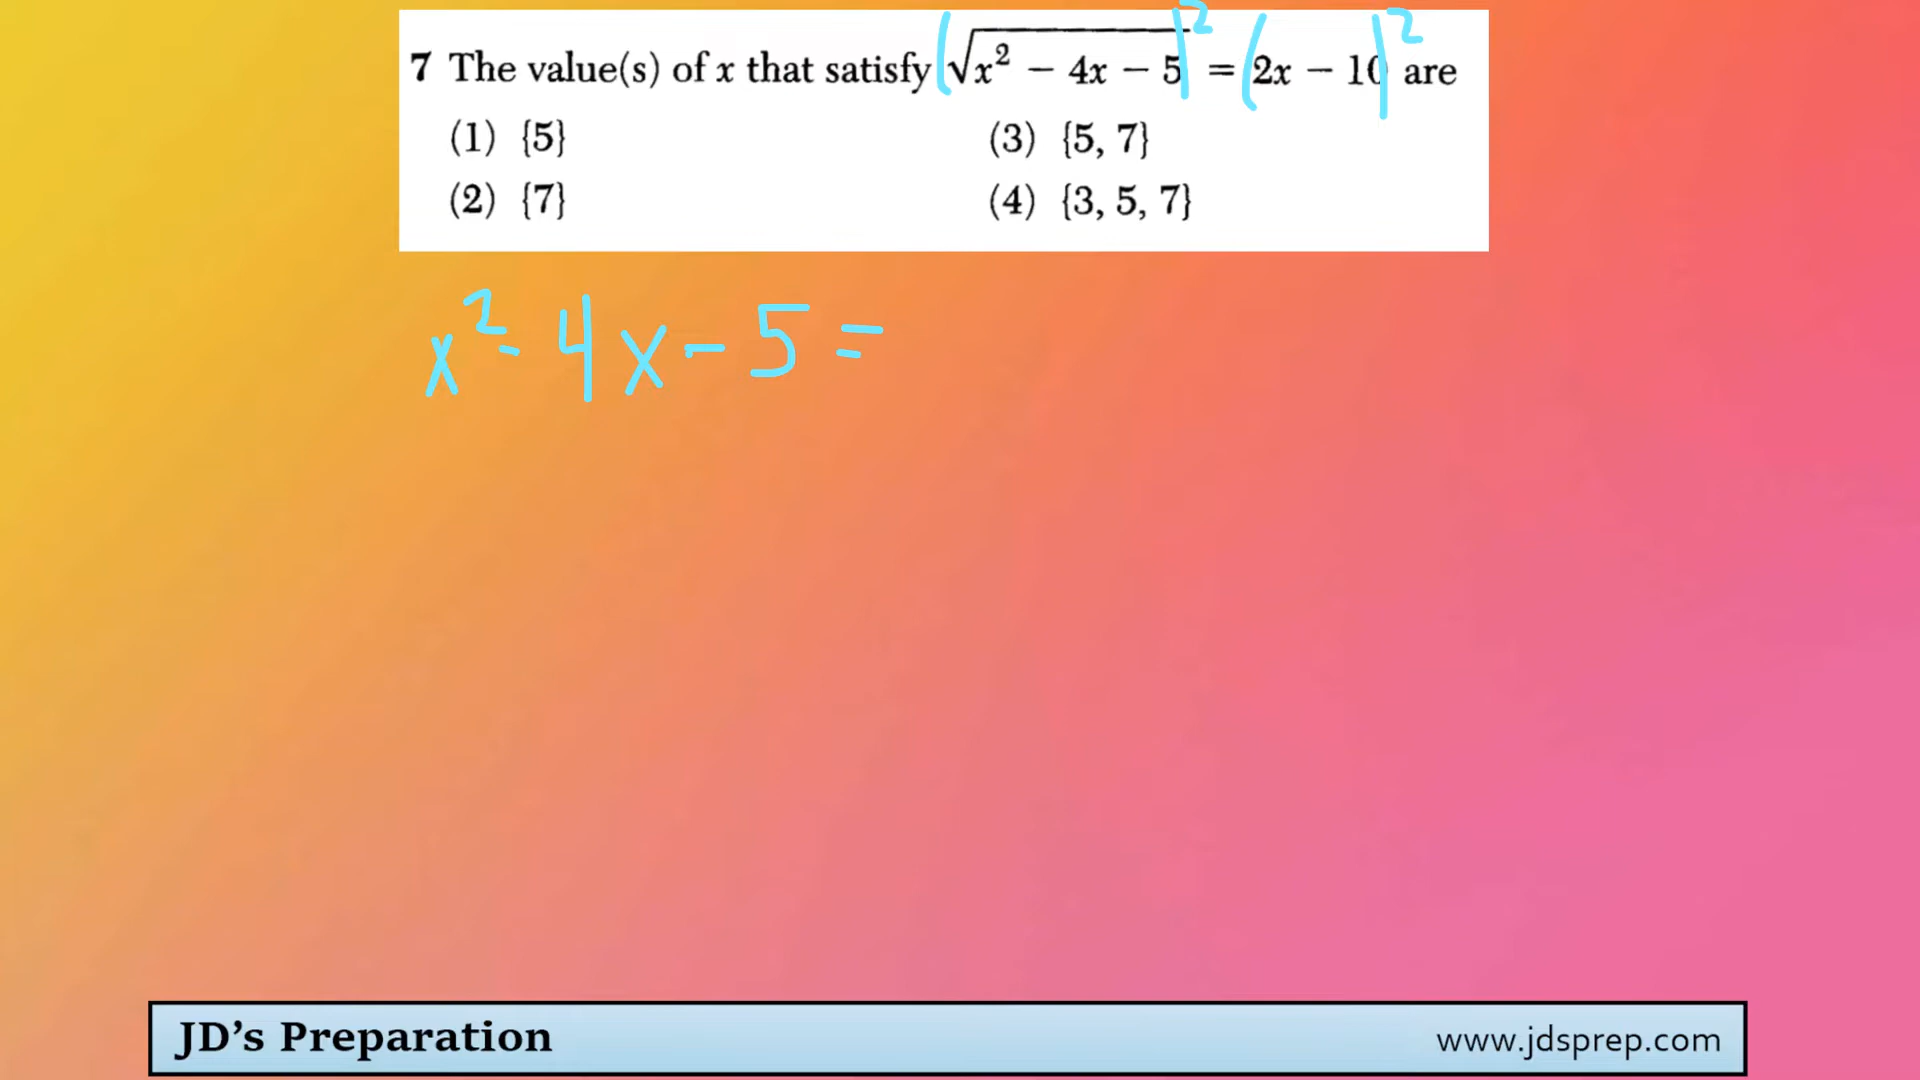 7 The value(s) of x that satisfy (√x² − 4x − 5)² = (2x − 10)² are
(1) {5} (3) {5, 7}
(2) {7} (4) {3, 5, 7}
x² - 4x - 5 =
JD's Preparation www.jdsprep.com